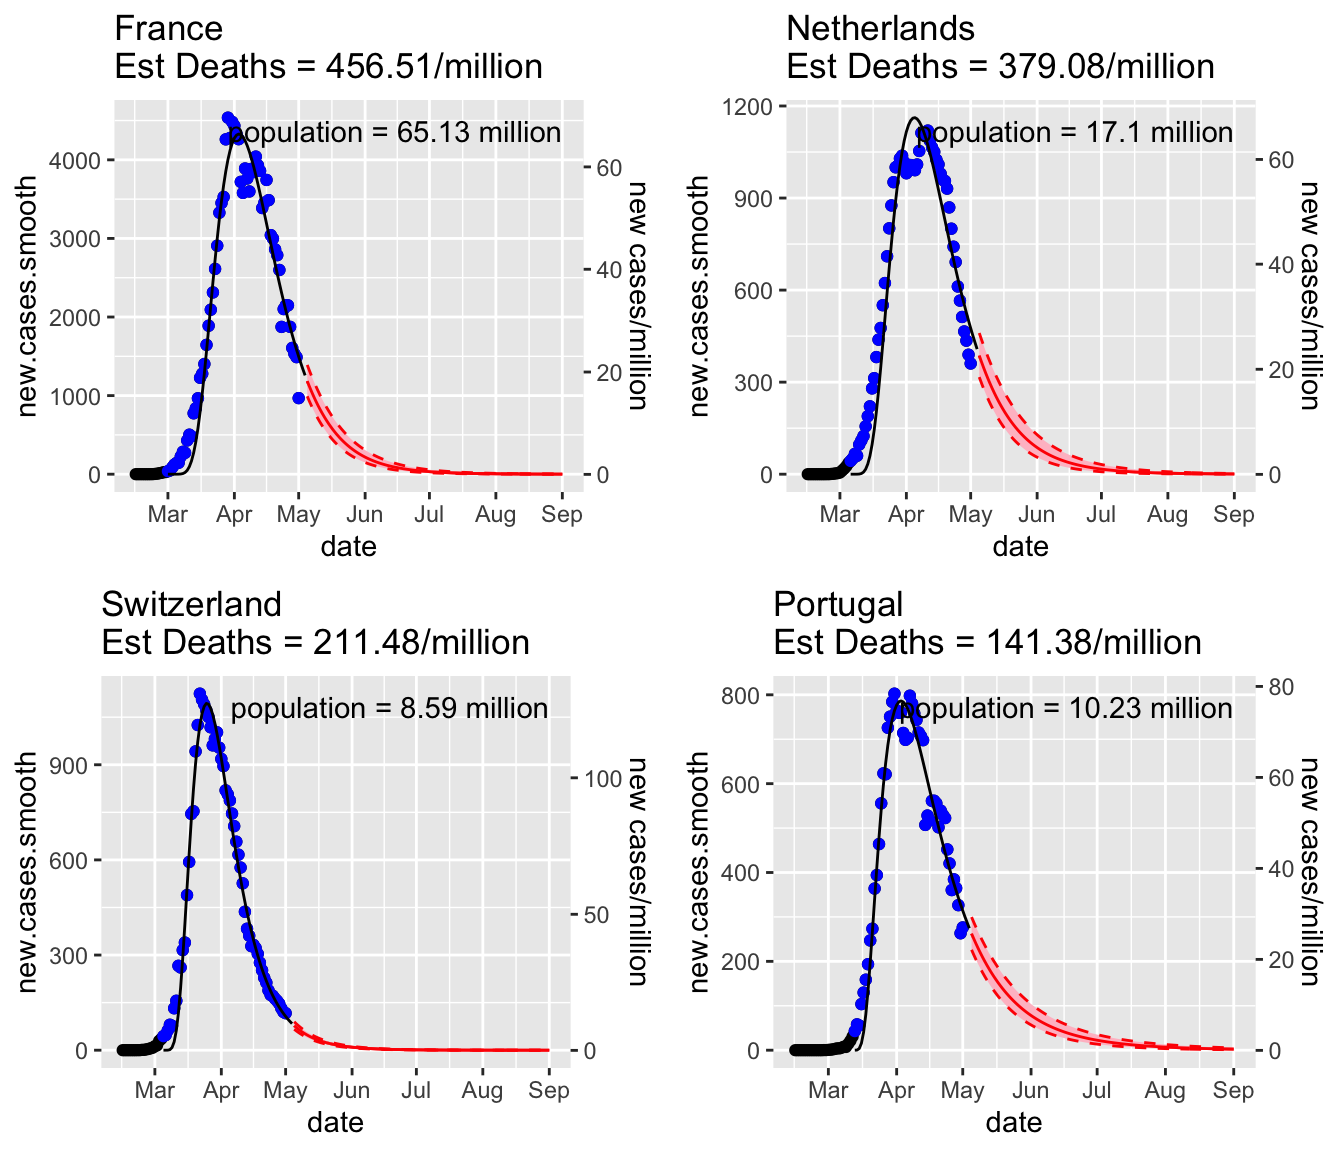 France
Est Deaths = 456.51/million
population = 65.13 million
4000
3000
2000
1000
0
60
40
20
0
new.cases.smooth
new cases/million
Mar Apr May Jun Jul Aug Sep
date
Netherlands
Est Deaths = 379.08/million
population = 17.1 million
1200
900
600
300
0
60
40
20
0
new.cases.smooth
new cases/million
Mar Apr May Jun Jul Aug Sep
date
Switzerland
Est Deaths = 211.48/million
population = 8.59 million
900
600
300
0
100
50
0
new.cases.smooth
new cases/million
Mar Apr May Jun Jul Aug Sep
date
Portugal
Est Deaths = 141.38/million
population = 10.23 million
800
600
400
200
0
80
60
40
20
0
new.cases.smooth
new cases/million
Mar Apr May Jun Jul Aug Sep
date